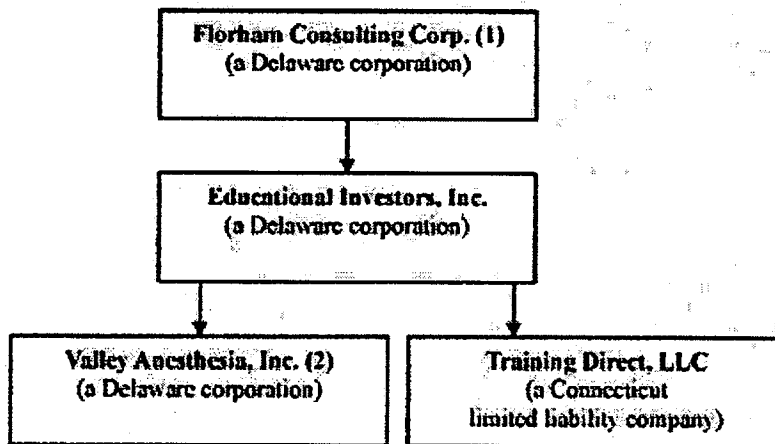 Florham Consulting Corp. (1)
(a Delaware corporation)
Educational Investors, Inc.
(a Delaware corporation)
Valley Anesthesia, Inc. (2)
(a Delaware corporation)
Training Direct, LLC
(a Connecticut
limited liability company)